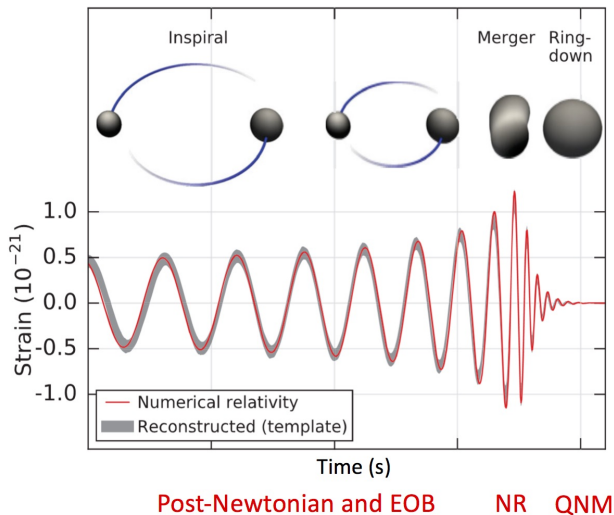 Inspiral
Merger
Ring-
down
Strain (10⁻²¹)
1.0
0.5
0.0
-0.5
-1.0
Numerical relativity
Reconstructed (template)
Time (s)
Post-Newtonian and EOB
NR
QNM